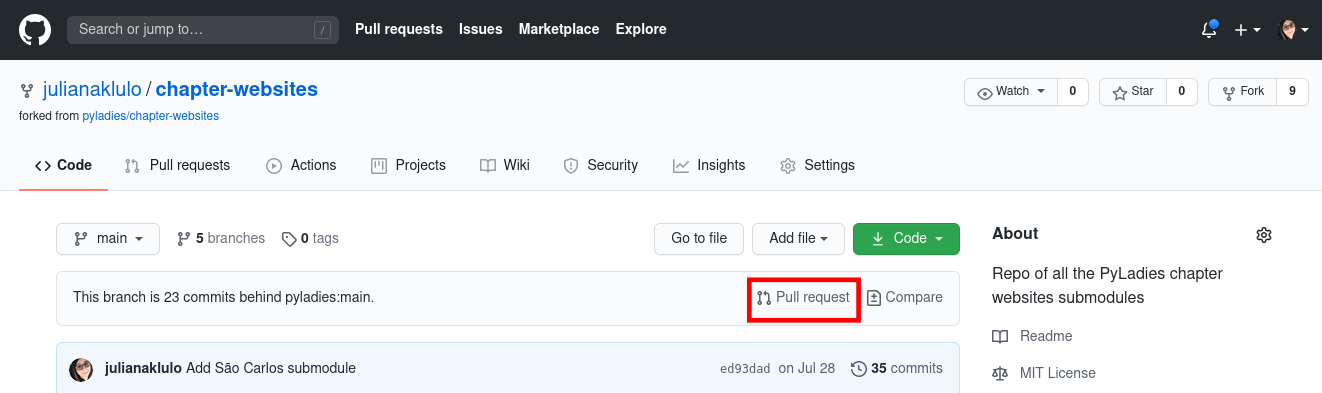 Search or jump to… / Pull requests Issues Marketplace Explore
julianaklulo / chapter-websites Watch 0 Star 0 Fork 9
forked from pyladies/chapter-websites
Code Pull requests Actions Projects Wiki Security Insights Settings
main 5 branches 0 tags Go to file Add file Code About
Repo of all the PyLadies chapter
This branch is 23 commits behind pyladies:main. Pull request Compare websites submodules
Readme
julianaklulo Add São Carlos submodule ed93dad on Jul 28 35 commits MIT License